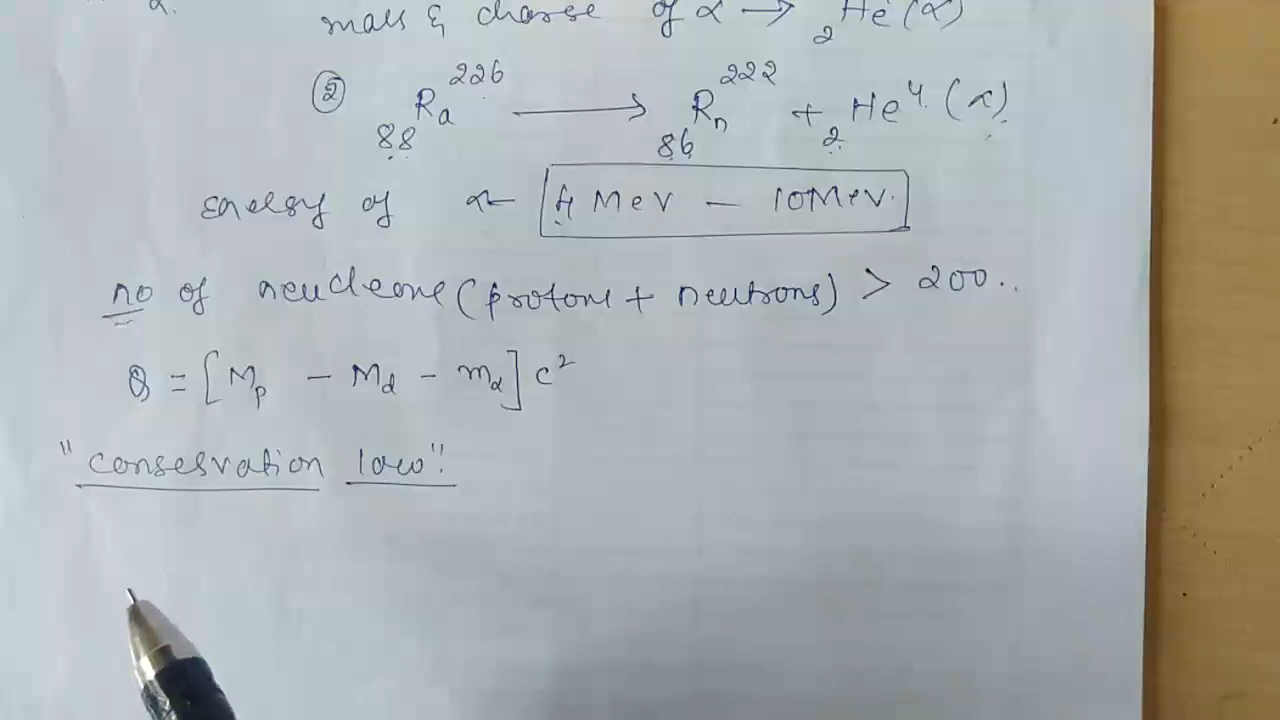 α.
mass & charge of α → ₂He (α)
② ₈₈Ra²²⁶ → ₈₆Rn²²² + ₂He⁴ (α)
energy of α ← 4 MeV — 10 MeV.
no of neucleons (protons + neutrons) > 200..
Q = [Mp - Md - mα] c²
"conservation law".